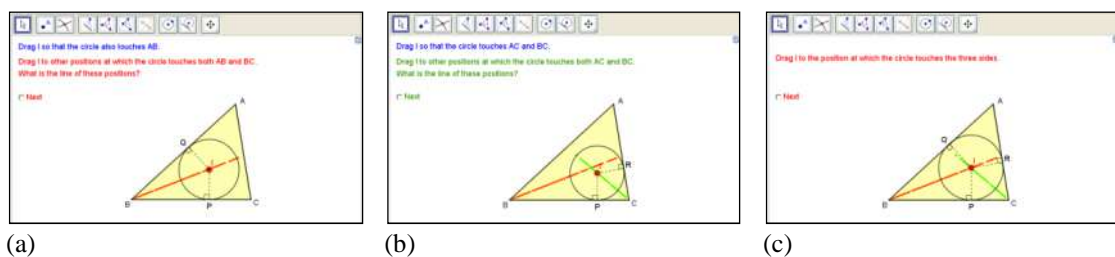 Drag I so that the circle also touches AB.
Drag I to other positions at which the circle touches both AB and BC.
What is the line of these positions?
Next
A
Q
I
B
P
C
Drag I so that the circle touches AC and BC.
Drag I to other positions at which the circle touches both AC and BC.
What is the line of these positions?
Next
A
R
B
P
C
Drag I to the position at which the circle touches the three sides.
Next
A
Q
I
R
B
P
C
(a)
(b)
(c)